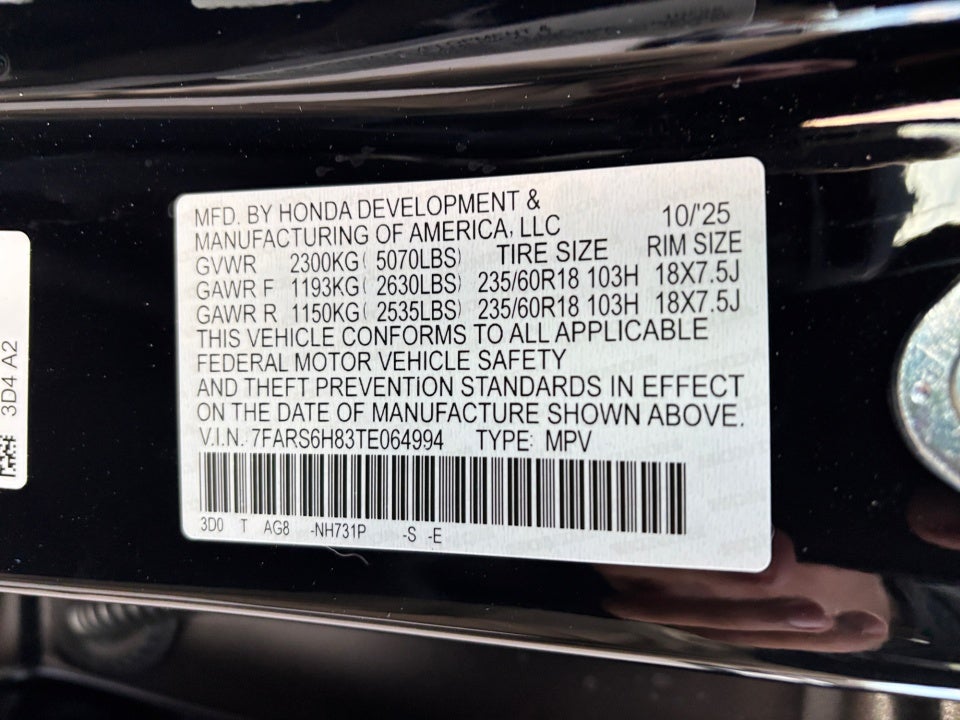 MFD. BY HONDA DEVELOPMENT &
MANUFACTURING OF AMERICA, LLC 10/'25
GVWR 2300KG( 5070LBS) TIRE SIZE RIM SIZE
GAWR F 1193KG( 2630LBS) 235/60R18 103H 18X7.5J
GAWR R 1150KG( 2535LBS) 235/60R18 103H 18X7.5J
THIS VEHICLE CONFORMS TO ALL APPLICABLE
FEDERAL MOTOR VEHICLE SAFETY
AND THEFT PREVENTION STANDARDS IN EFFECT
ON THE DATE OF MANUFACTURE SHOWN ABOVE.
V.I.N. 7FARS6H83TE064994 TYPE: MPV
3D0 T AG8 -NH731P -S -E
3D4 A2